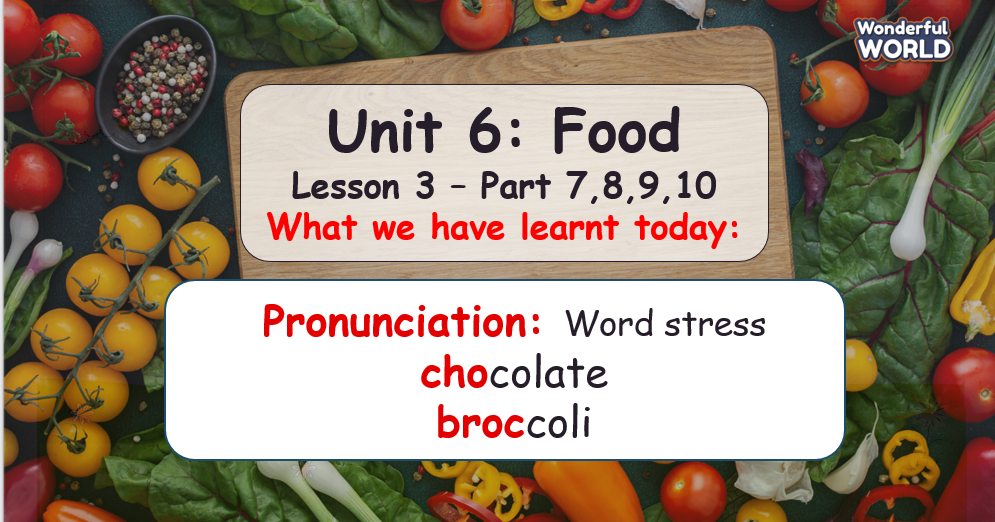 Wonderful
WORLD
Unit 6: Food
Lesson 3 – Part 7,8,9,10
What we have learnt today:
Pronunciation: Word stress
chocolate
broccoli